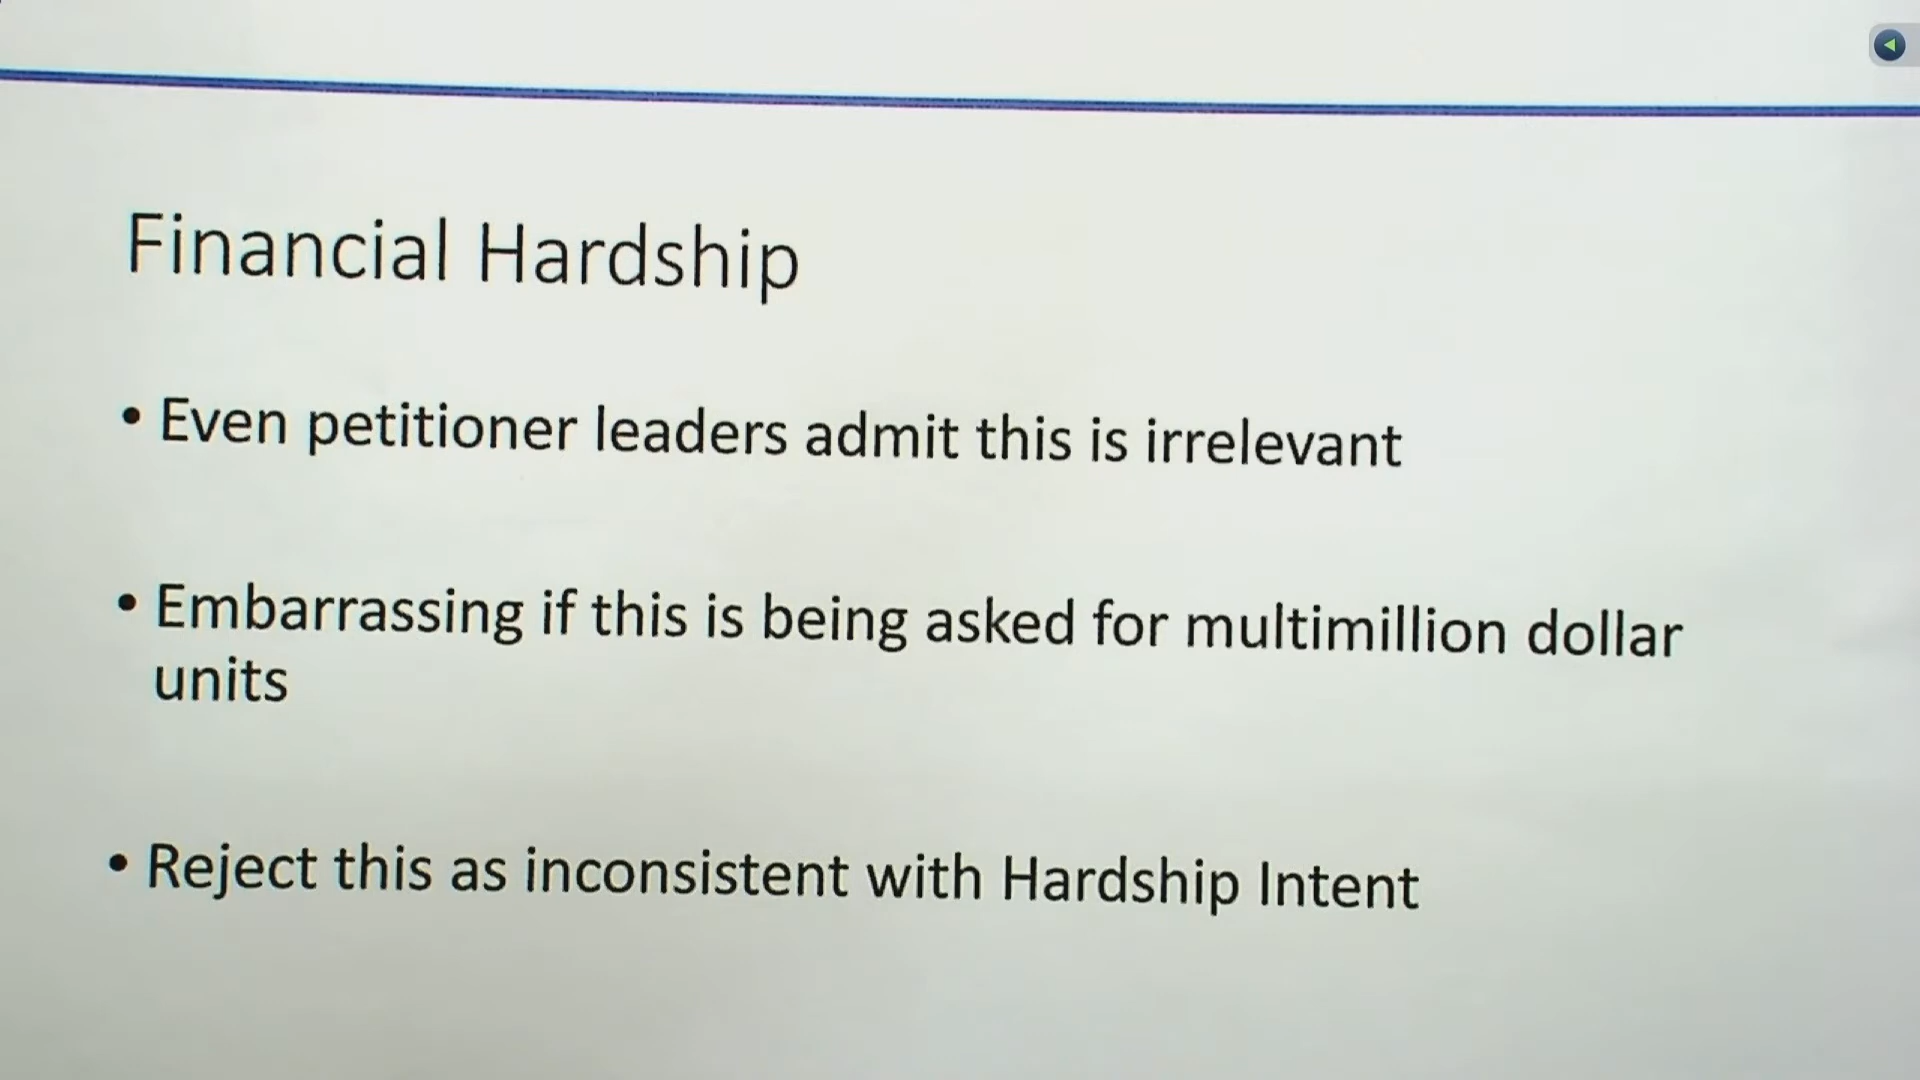 Financial Hardship
• Even petitioner leaders admit this is irrelevant
• Embarrassing if this is being asked for multimillion dollar
units
• Reject this as inconsistent with Hardship Intent